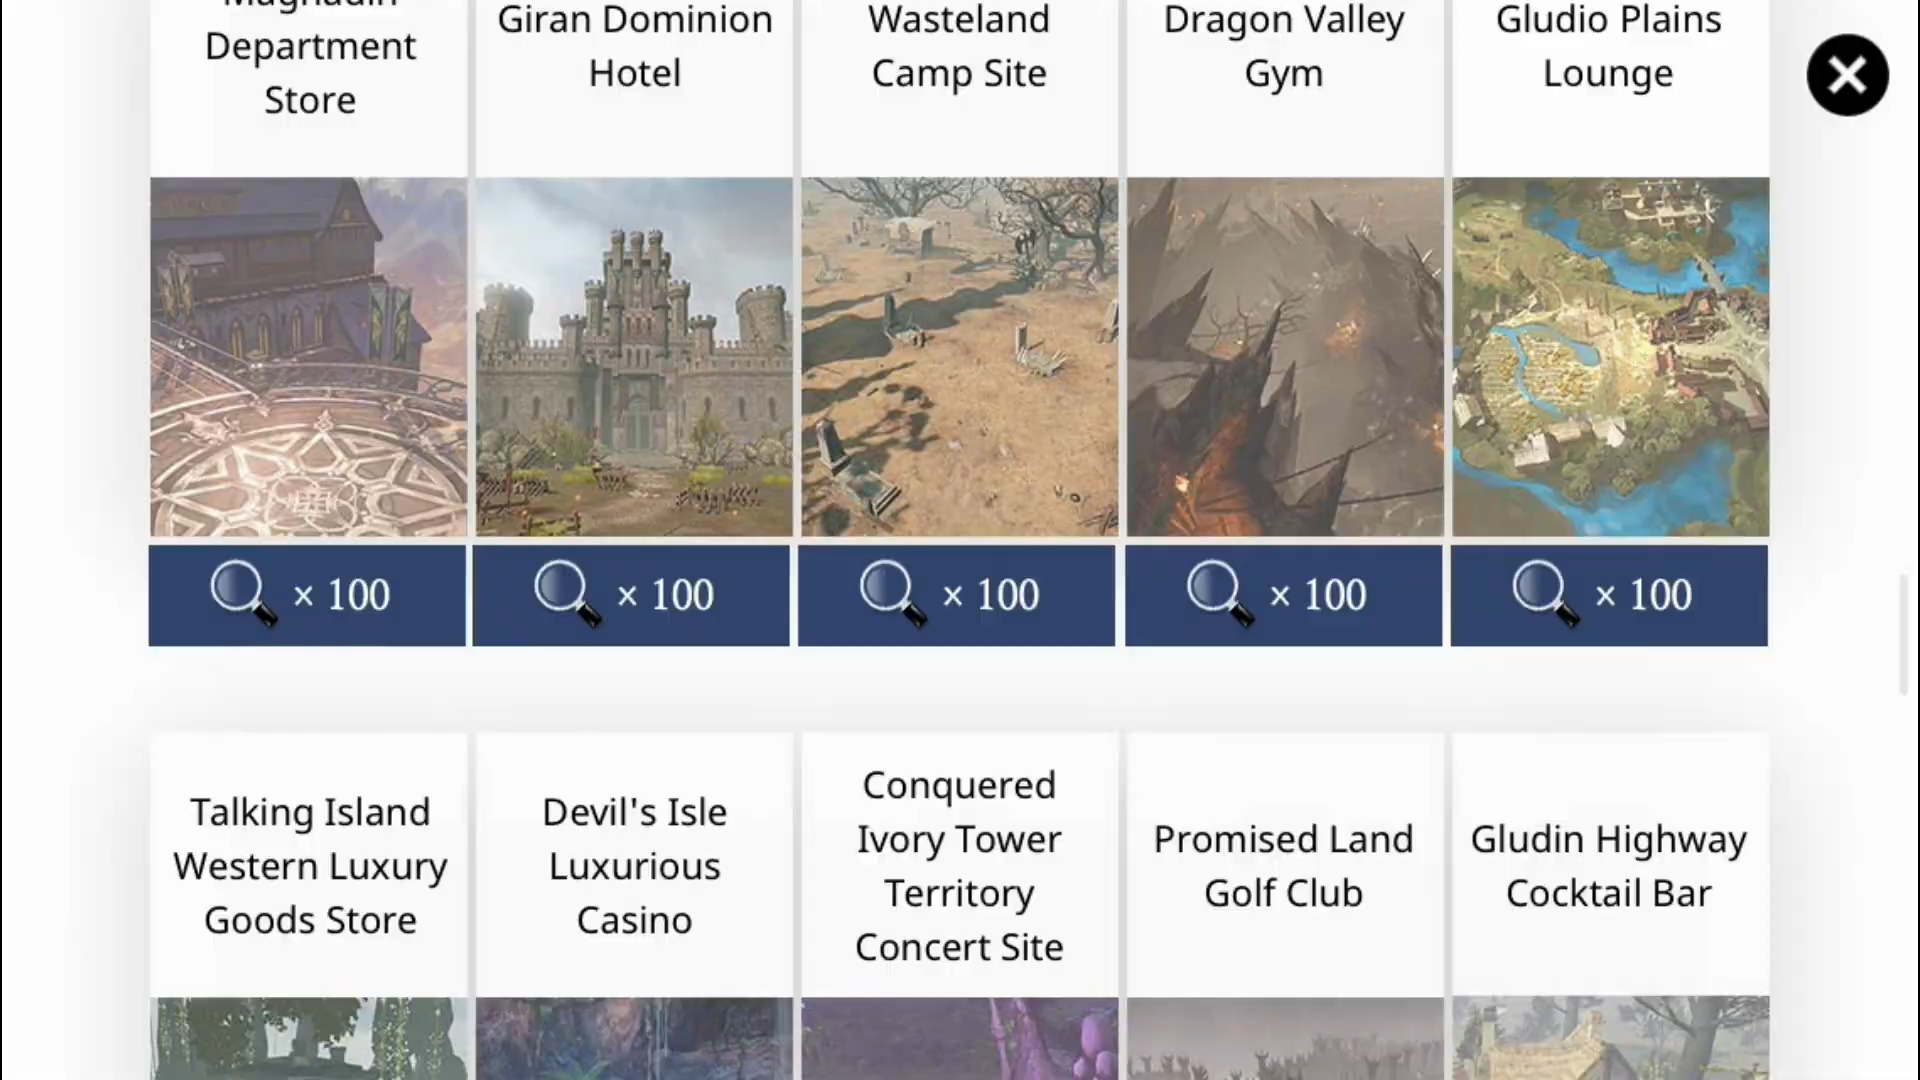 Magnadin
Department
Store
Giran Dominion
Hotel
Wasteland
Camp Site
Dragon Valley
Gym
Gludio Plains
Lounge
× 100
× 100
× 100
× 100
× 100
Talking Island
Western Luxury
Goods Store
Devil's Isle
Luxurious
Casino
Conquered
Ivory Tower
Territory
Concert Site
Promised Land
Golf Club
Gludin Highway
Cocktail Bar